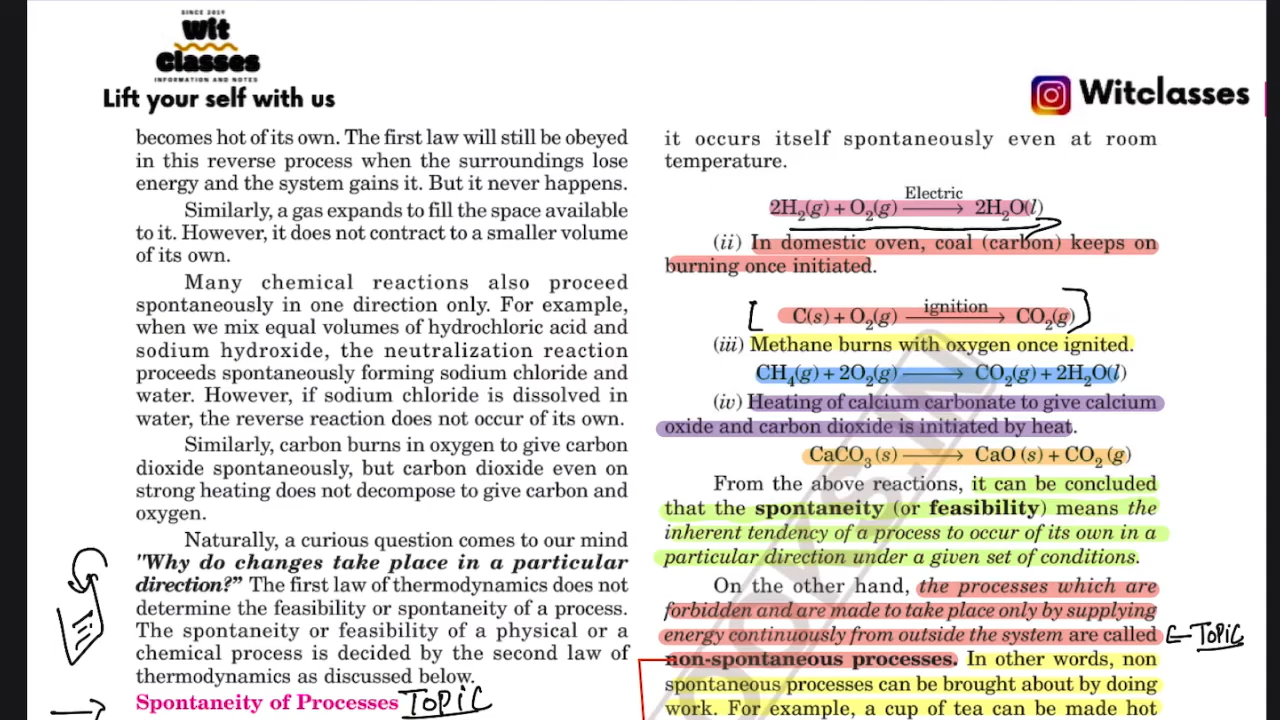 SINCE 2019
Wit
Classes
INFORMATION AND NOTES
Lift your self with us
Witclasses
becomes hot of its own. The first law will still be obeyed
in this reverse process when the surroundings lose
energy and the system gains it. But it never happens.
Similarly, a gas expands to fill the space available
to it. However, it does not contract to a smaller volume
of its own.
Many chemical reactions also proceed
spontaneously in one direction only. For example,
when we mix equal volumes of hydrochloric acid and
sodium hydroxide, the neutralization reaction
proceeds spontaneously forming sodium chloride and
water. However, if sodium chloride is dissolved in
water, the reverse reaction does not occur of its own.
Similarly, carbon burns in oxygen to give carbon
dioxide spontaneously, but carbon dioxide even on
strong heating does not decompose to give carbon and
oxygen.
Naturally, a curious question comes to our mind
"Why do changes take place in a particular
direction?" The first law of thermodynamics does not
determine the feasibility or spontaneity of a process.
The spontaneity or feasibility of a physical or a
chemical process is decided by the second law of
thermodynamics as discussed below.
Spontaneity of Processes TOPIC
it occurs itself spontaneously even at room
temperature.
Electric
2H₂(g) + O₂(g) ⟶ 2H₂O(l)
(ii) In domestic oven, coal (carbon) keeps on
burning once initiated.
ignition
C(s) + O₂(g) ⟶ CO₂(g)
(iii) Methane burns with oxygen once ignited.
CH₄(g) + 2O₂(g) ⟶ CO₂(g) + 2H₂O(l)
(iv) Heating of calcium carbonate to give calcium
oxide and carbon dioxide is initiated by heat.
CaCO₃ (s) ⟶ CaO (s) + CO₂ (g)
From the above reactions, it can be concluded
that the spontaneity (or feasibility) means the
inherent tendency of a process to occur of its own in a
particular direction under a given set of conditions.
On the other hand, the processes which are
forbidden and are made to take place only by supplying
energy continuously from outside the system are called TOPIC
non-spontaneous processes. In other words, non
spontaneous processes can be brought about by doing
work. For example, a cup of tea can be made hot